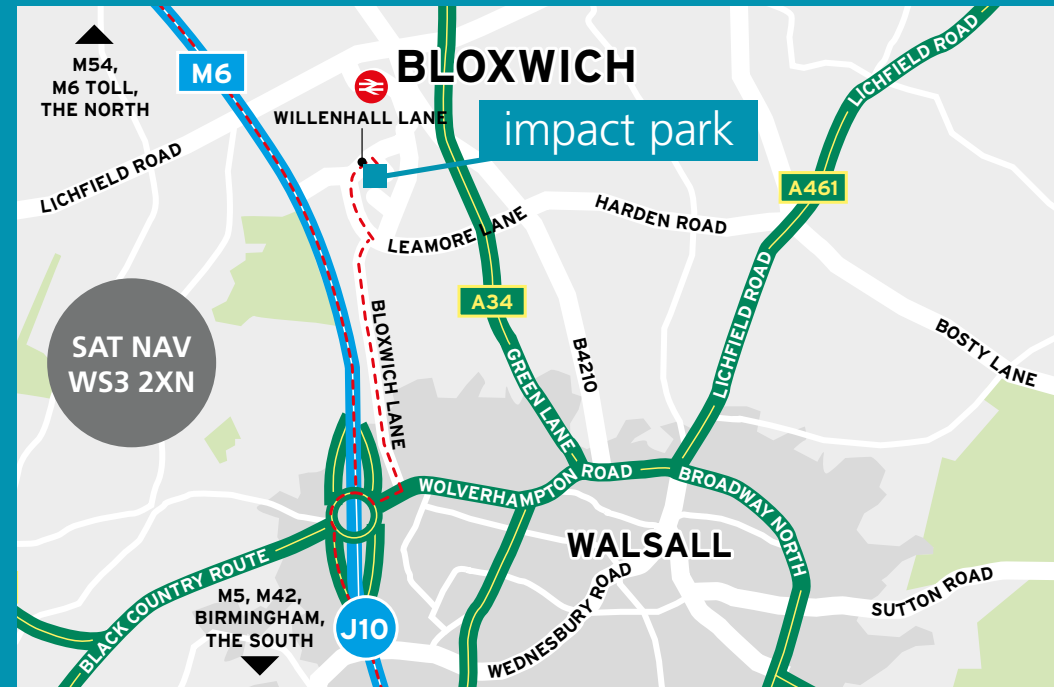 M54,
M6 TOLL,
THE NORTH
M6
BLOXWICH
LICHFIELD ROAD
WILLENHALL LANE
impact park
LICHFIELD ROAD
A461
HARDEN ROAD
LEAMORE LANE
A34
LICHFIELD ROAD
BLOXWICH LANE
SAT NAV
WS3 2XN
GREEN LANE
B4210
BOSTY LANE
WOLVERHAMPTON ROAD
BROADWAY NORTH
WALSALL
BLACK COUNTRY ROUTE
M5, M42,
BIRMINGHAM,
THE SOUTH
J10
WEDNESBURY ROAD
SUTTON ROAD